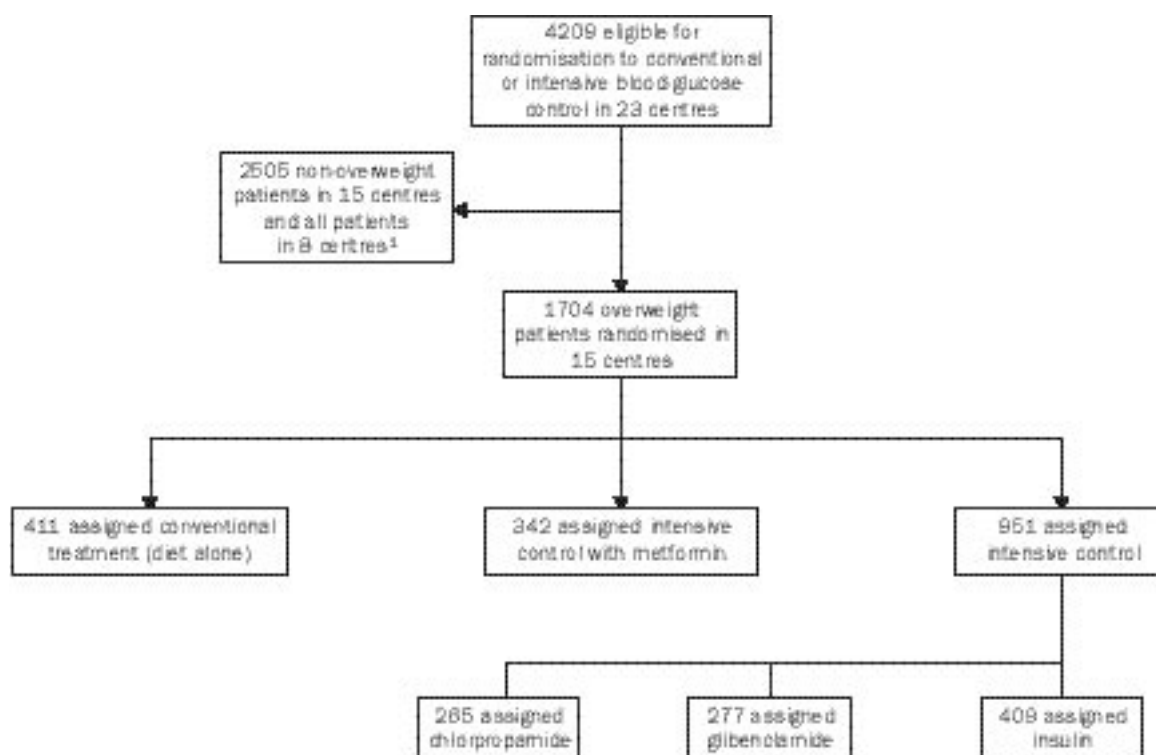 4209 eligible for
randomisation to conventional
or intensive blood-glucose
control in 23 centres
2505 non-overweight
patients in 15 centres
and all patients
in 8 centres¹
1704 overweight
patients randomised in
15 centres
411 assigned conventional
treatment (diet alone)
342 assigned intensive
control with metformin
951 assigned
intensive control
265 assigned
chlorpropamide
277 assigned
glibenclamide
409 assigned
insulin